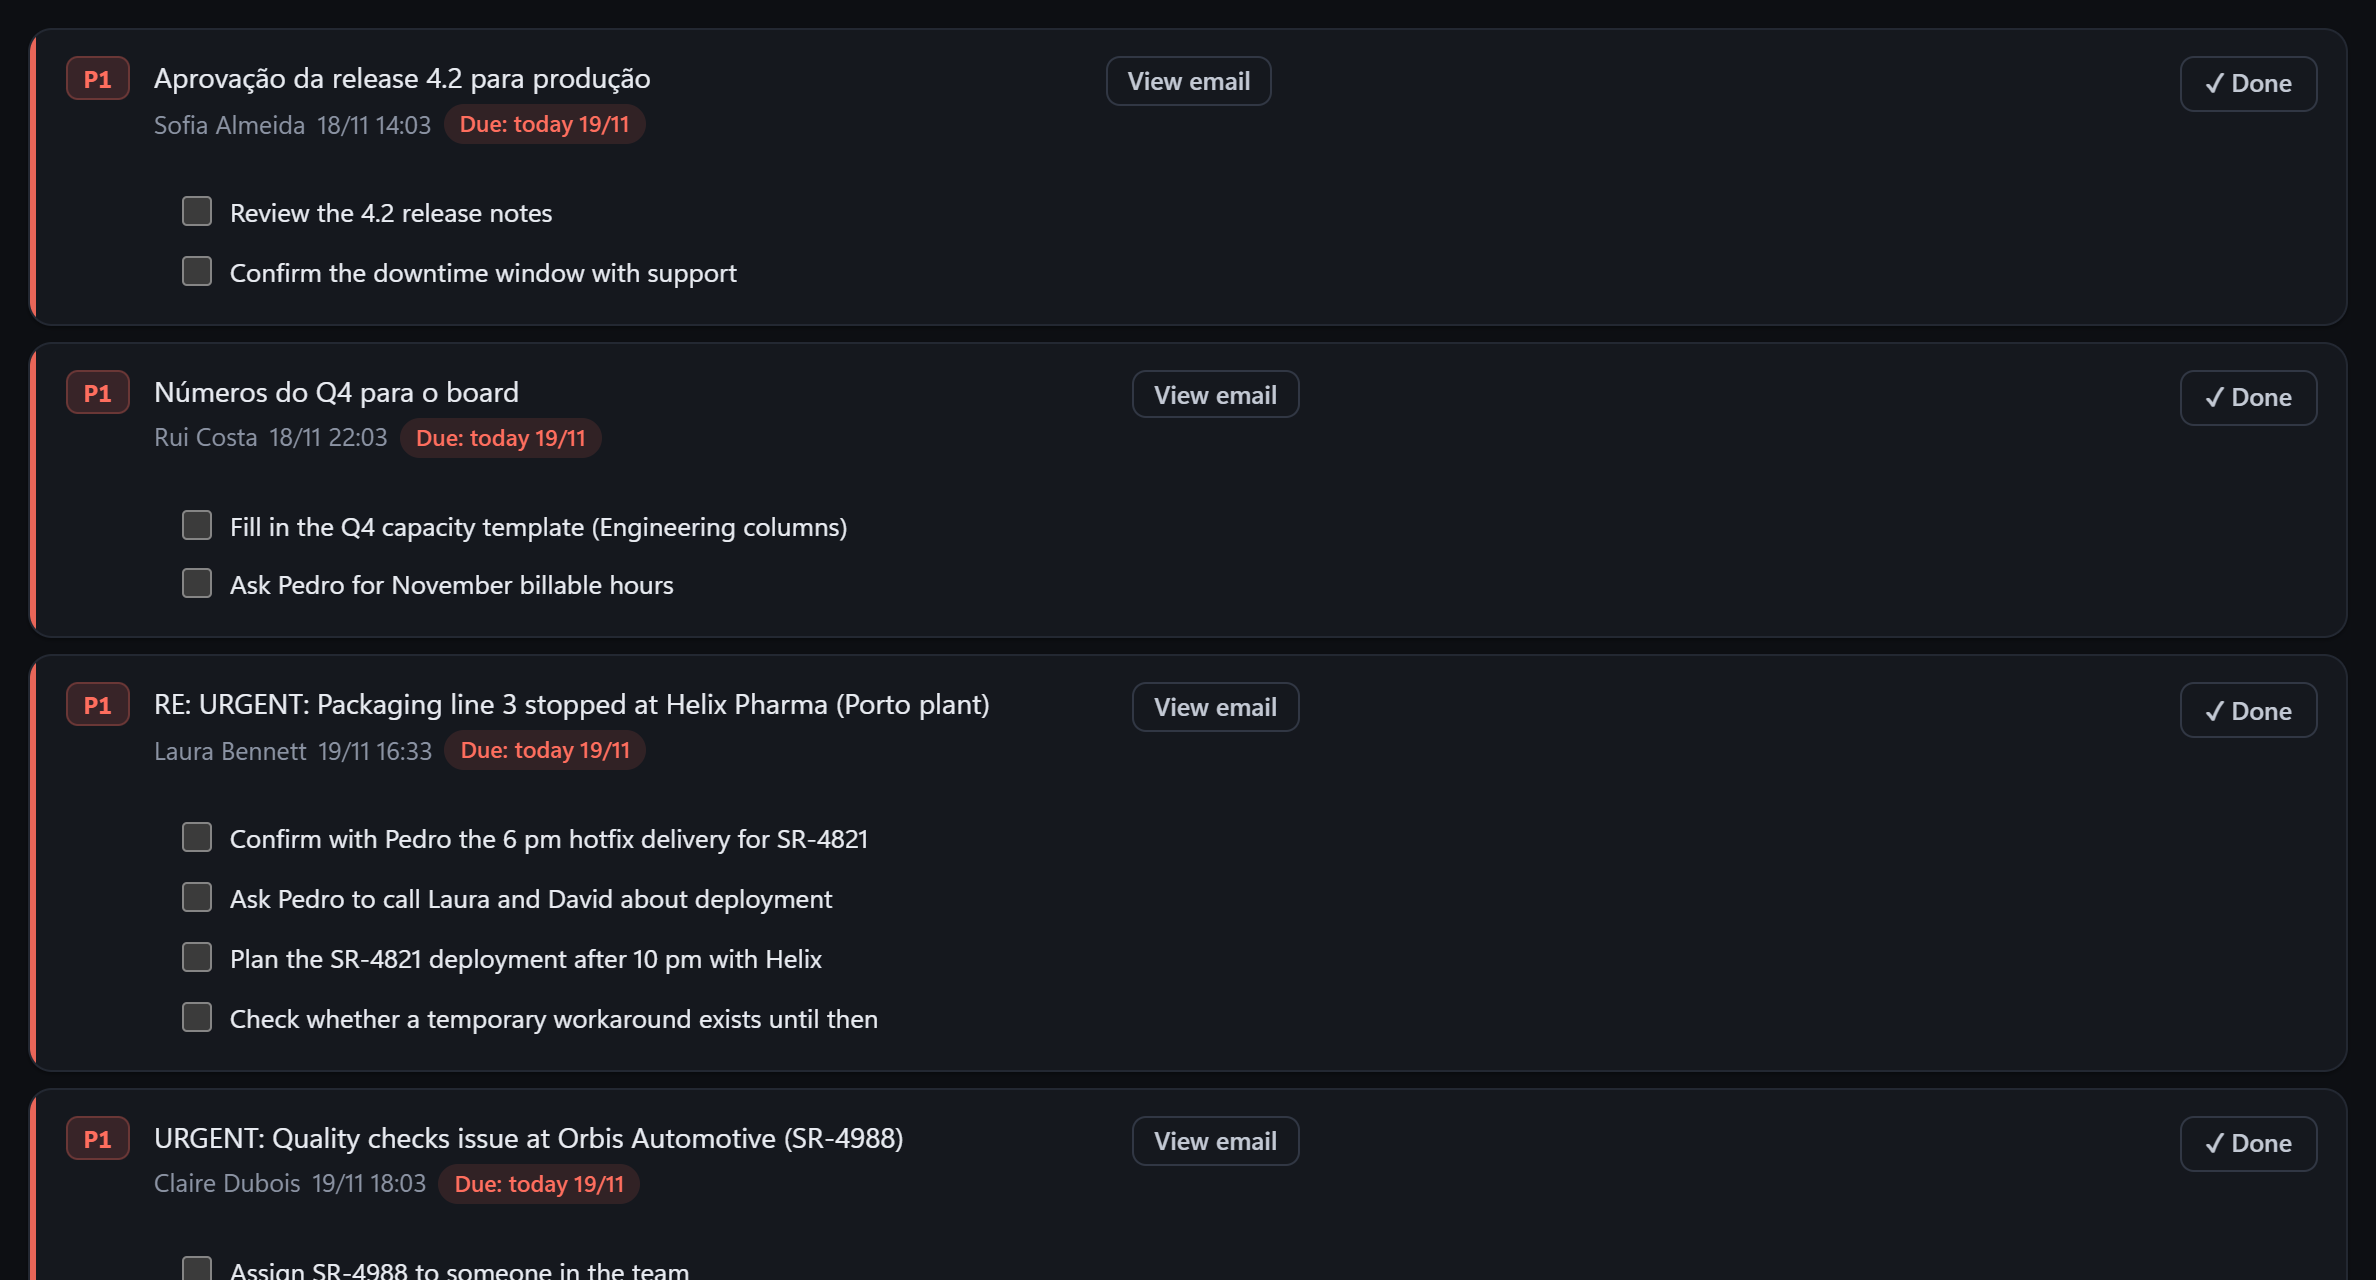 P1 Aprovação da release 4.2 para produção View email ✓ Done
Sofia Almeida 18/11 14:03 Due: today 19/11
Review the 4.2 release notes
Confirm the downtime window with support
P1 Números do Q4 para o board View email ✓ Done
Rui Costa 18/11 22:03 Due: today 19/11
Fill in the Q4 capacity template (Engineering columns)
Ask Pedro for November billable hours
P1 RE: URGENT: Packaging line 3 stopped at Helix Pharma (Porto plant) View email ✓ Done
Laura Bennett 19/11 16:33 Due: today 19/11
Confirm with Pedro the 6 pm hotfix delivery for SR-4821
Ask Pedro to call Laura and David about deployment
Plan the SR-4821 deployment after 10 pm with Helix
Check whether a temporary workaround exists until then
P1 URGENT: Quality checks issue at Orbis Automotive (SR-4988) View email ✓ Done
Claire Dubois 19/11 18:03 Due: today 19/11
Assign SR-4988 to someone in the team